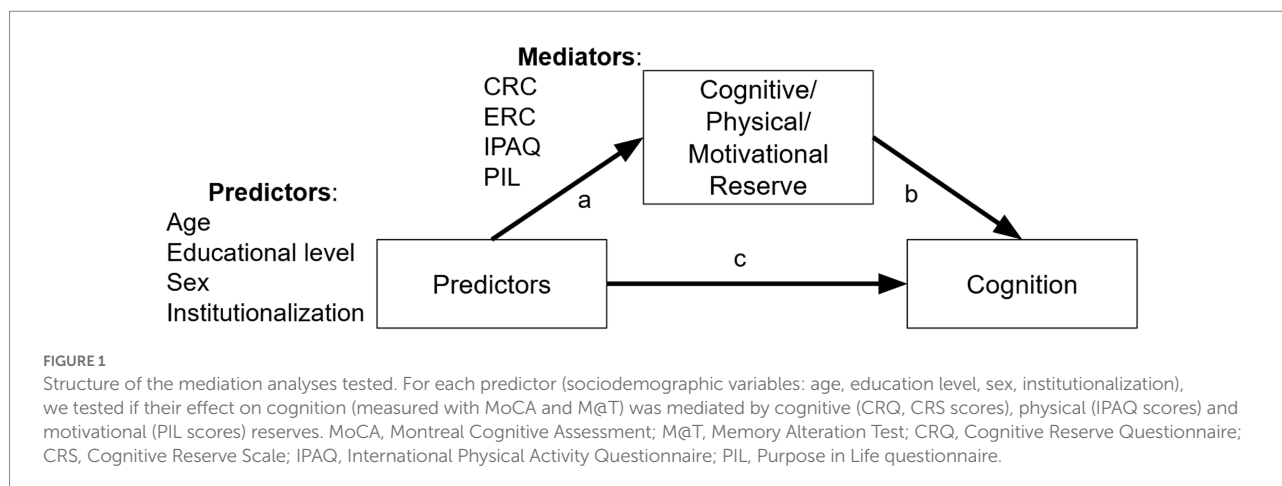 Mediators:
CRC
ERC
IPAQ
PIL
Cognitive/
Physical/
Motivational
Reserve
Predictors:
Age
Educational level
Sex
Institutionalization
a
b
c
Predictors
Cognition
FIGURE 1
Structure of the mediation analyses tested. For each predictor (sociodemographic variables: age, education level, sex, institutionalization),
we tested if their effect on cognition (measured with MoCA and M@T) was mediated by cognitive (CRQ, CRS scores), physical (IPAQ scores) and
motivational (PIL scores) reserves. MoCA, Montreal Cognitive Assessment; M@T, Memory Alteration Test; CRQ, Cognitive Reserve Questionnaire;
CRS, Cognitive Reserve Scale; IPAQ, International Physical Activity Questionnaire; PIL, Purpose in Life questionnaire.